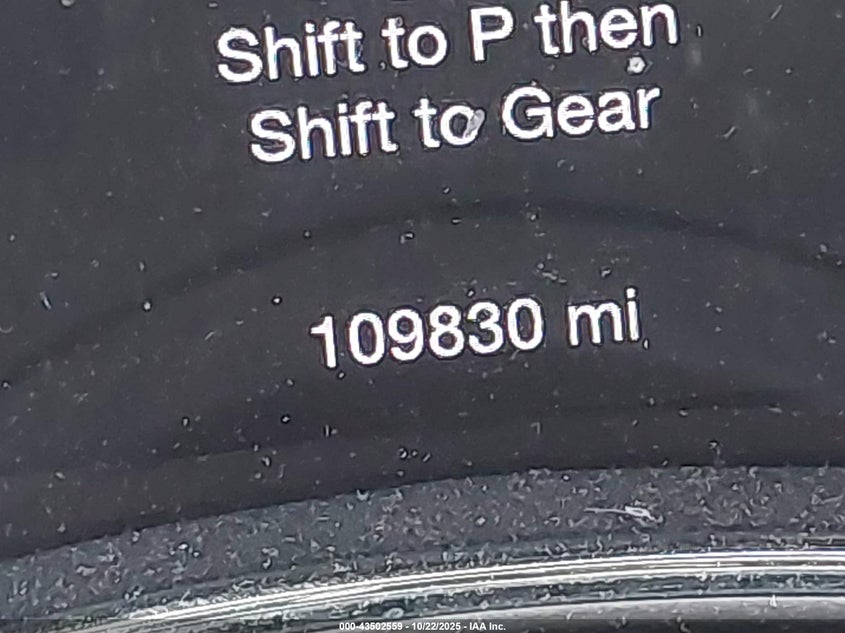 Shift to P then
Shift to Gear
109830 mi
000-43502559 - 10/22/2025 - IAA Inc.